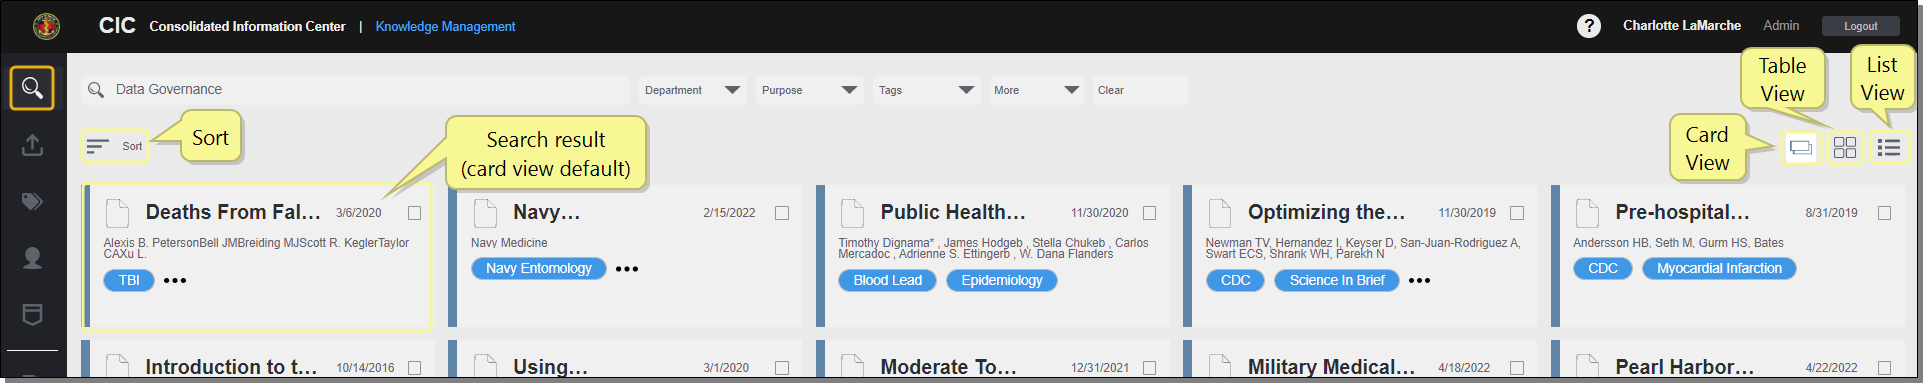 CIC Consolidated Information Center | Knowledge Management ? Charlotte LaMarche Admin Logout
Data Governance Department Purpose Tags More Clear
Table View
List View
Sort
Sort
Search result
(card view default)
Card View
Deaths From Fal... 3/6/2020
Alexis B. PetersonBell JMBreiding MJScott R. KeglerTaylor
CAXu L.
TBI •••
Navy... 2/15/2022
Navy Medicine
Navy Entomology •••
Public Health... 11/30/2020
Timothy Dignama* , James Hodgeb , Stella Chukeb , Carlos
Mercadoc , Adrienne S. Ettingerb , W. Dana Flanders
Blood Lead Epidemiology
Optimizing the... 11/30/2019
Newman TV, Hernandez I, Keyser D, San-Juan-Rodriguez A,
Swart ECS, Shrank WH, Parekh N
CDC Science In Brief •••
Pre-hospital... 8/31/2019
Andersson HB, Seth M, Gurm HS, Bates
CDC Myocardial Infarction
Introduction to t... 10/14/2016
Using... 3/1/2020
Moderate To... 12/31/2021
Military Medical... 4/18/2022
Pearl Harbor... 4/22/2022